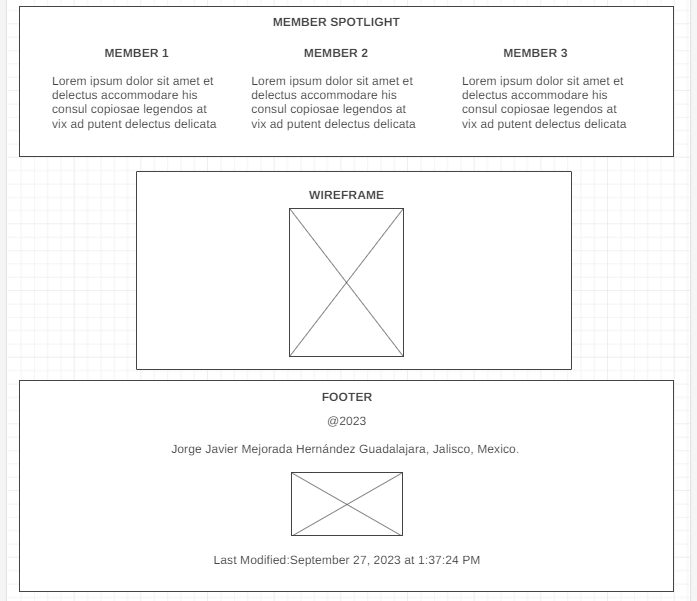 MEMBER SPOTLIGHT
MEMBER 1
Lorem ipsum dolor sit amet et
delectus accommodare his
consul copiosae legendos at
vix ad putent delectus delicata
MEMBER 2
Lorem ipsum dolor sit amet et
delectus accommodare his
consul copiosae legendos at
vix ad putent delectus delicata
MEMBER 3
Lorem ipsum dolor sit amet et
delectus accommodare his
consul copiosae legendos at
vix ad putent delectus delicata
WIREFRAME
FOOTER
@2023
Jorge Javier Mejorada Hernández Guadalajara, Jalisco, Mexico.
Last Modified:September 27, 2023 at 1:37:24 PM